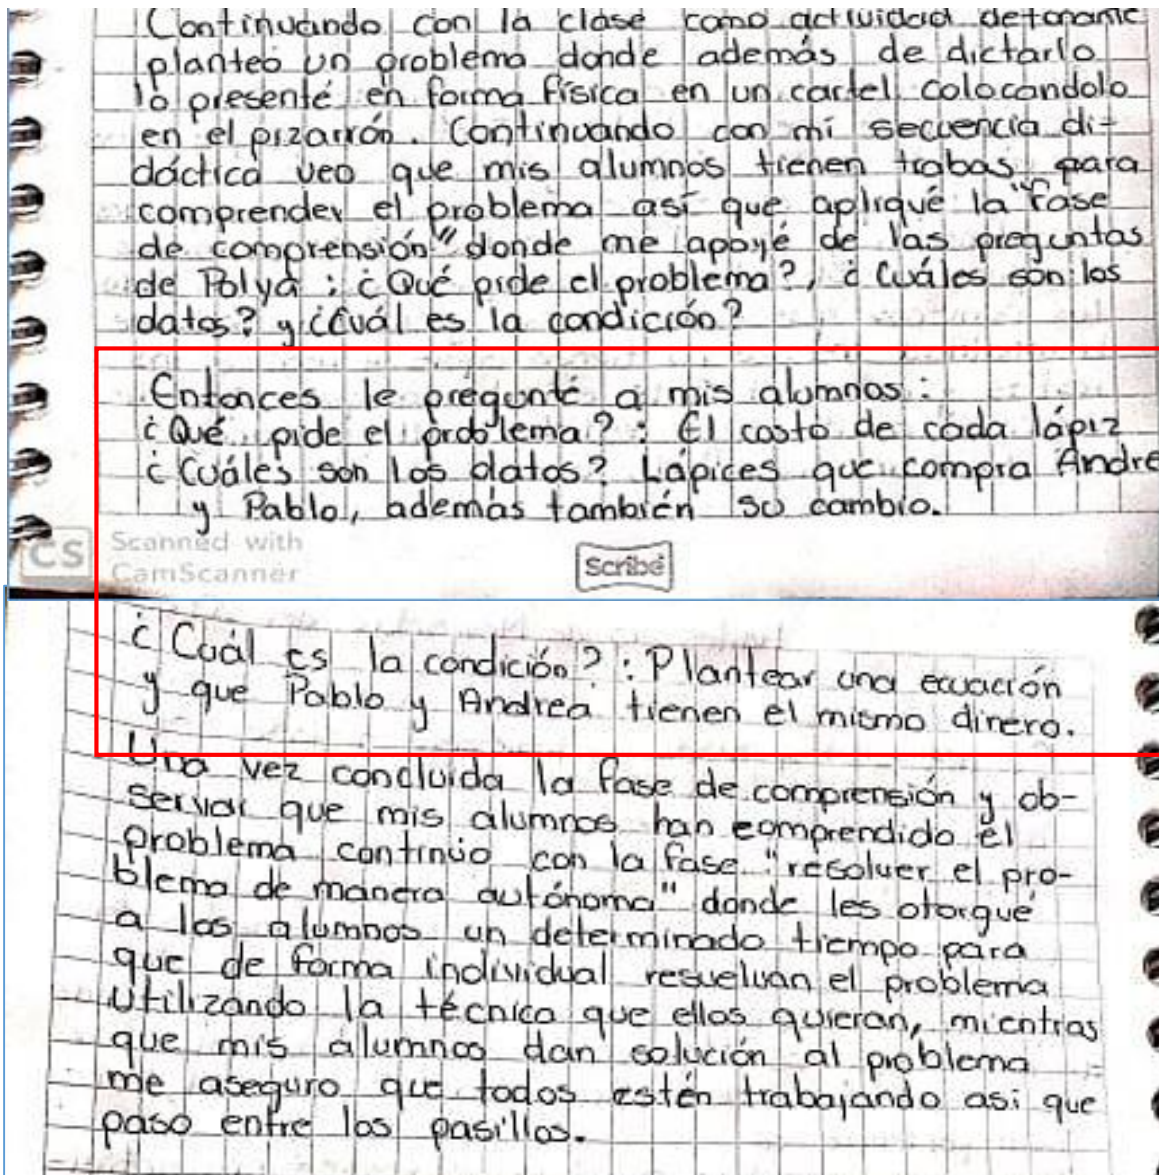 Continuando con la clase como actividad detonante
planteo un problema donde además de dictarlo
lo presenté en forma física en un cartel colocandolo
en el pizarrón. Continuando con mi secuencia di-
dáctica veo que mis alumnos tienen trabas para
comprender el problema así que apliqué la "fase
de comprensión" donde me apoyé de las preguntas
de Polya : ¿Qué pide el problema?, ¿Cuáles son los
datos? y ¿Cuál es la condición?
Entonces le pregunté a mis alumnos:
¿Qué pide el problema? : El costo de cada lápiz
¿Cuáles son los datos? Lápices que compra Andre
y Pablo, además también su cambio.
CS Scanned with
CamScanner
Scribe
¿Cuál es la condición? : Plantear una ecuación
y que Pablo y Andrea tienen el mismo dinero.
Una vez concluida la fase de comprensión y ob-
servar que mis alumnos han comprendido el
problema continúo con la fase "resolver el pro-
blema de manera autónoma" donde les otorgué
a los alumnos un determinado tiempo para
que de forma individual resuelvan el problema
utilizando la técnica que ellos quieran, mientras
que mis alumnos dan solución al problema
me aseguro que todos estén trabajando asi que
paso entre los pasillos.